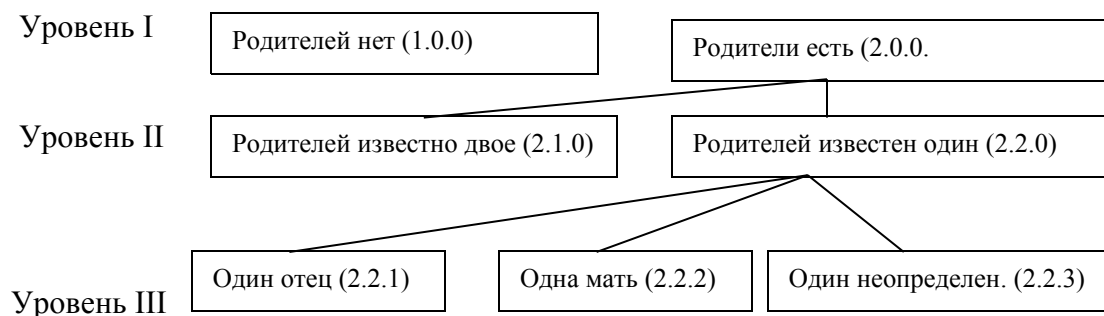 Уровень I
Родителей нет (1.0.0)
Родители есть (2.0.0.
Уровень II
Родителей известно двое (2.1.0)
Родителей известен один (2.2.0)
Один отец (2.2.1)
Одна мать (2.2.2)
Один неопределен. (2.2.3)
Уровень III